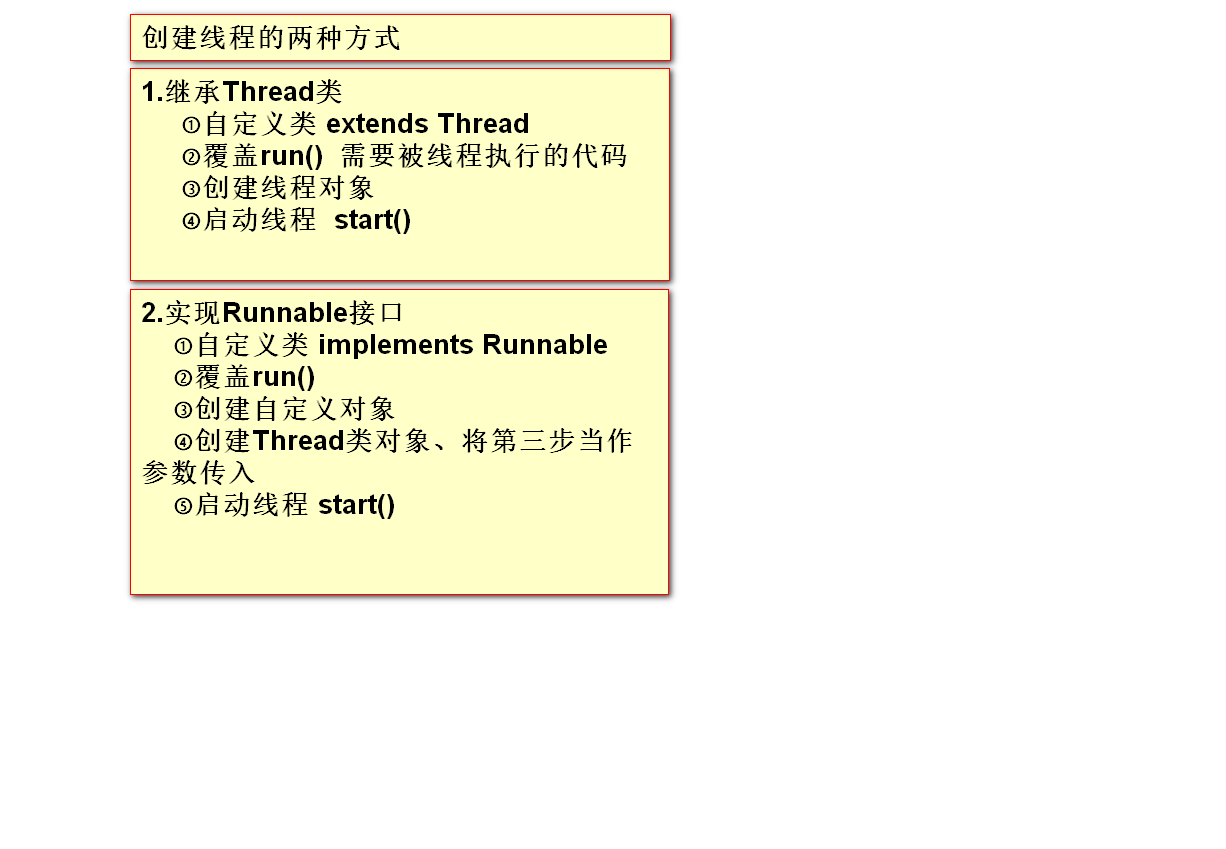 创建线程的两种方式
1.继承Thread类
①自定义类 extends Thread
②覆盖run() 需要被线程执行的代码
③创建线程对象
④启动线程 start()
2.实现Runnable接口
①自定义类 implements Runnable
②覆盖run()
③创建自定义对象
④创建Thread类对象、将第三步当作
参数传入
⑤启动线程 start()